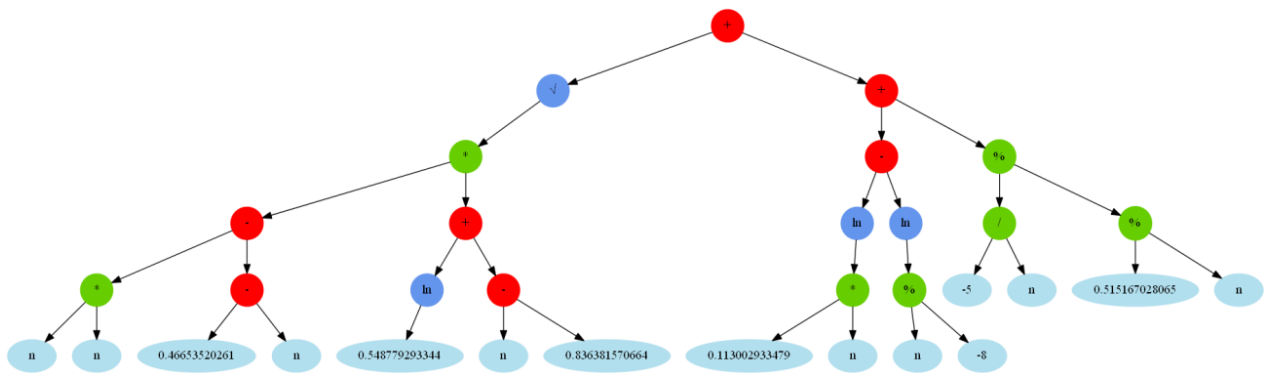 +
√ +
* - %
- + ln ln / %
* - ln - * % -5 n 0.515167028065 n
n n 0.46653520261 n 0.548779293344 n 0.836381570664 0.113002933479 n n -8